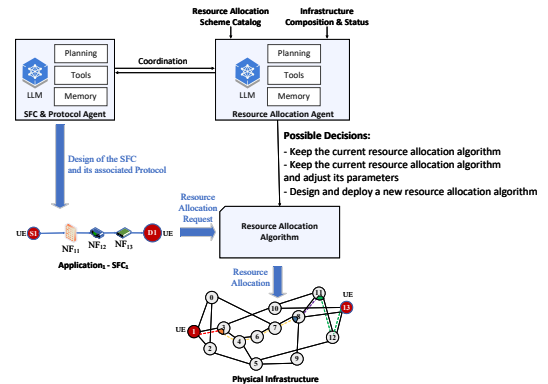 Resource Allocation
Scheme Catalog
Infrastructure
Composition & Status
Planning
Tools
Memory
LLM
SFC & Protocol Agent
Coordination
Planning
Tools
Memory
LLM
Resource Allocation Agent
Possible Decisions:
- Keep the current resource allocation algorithm
- Keep the current resource allocation algorithm
and adjust its parameters
- Design and deploy a new resource allocation algorithm
Design of the SFC
and its associated Protocol
Resource
Allocation
Request
UE S1
NF11
NF12
NF13
D1 UE
Application1 - SFC1
Resource Allocation
Algorithm
Resource
Allocation
UE
0
1
2
3
4
5
6
7
8
9
10
11
12
13
UE
Physical Infrastructure